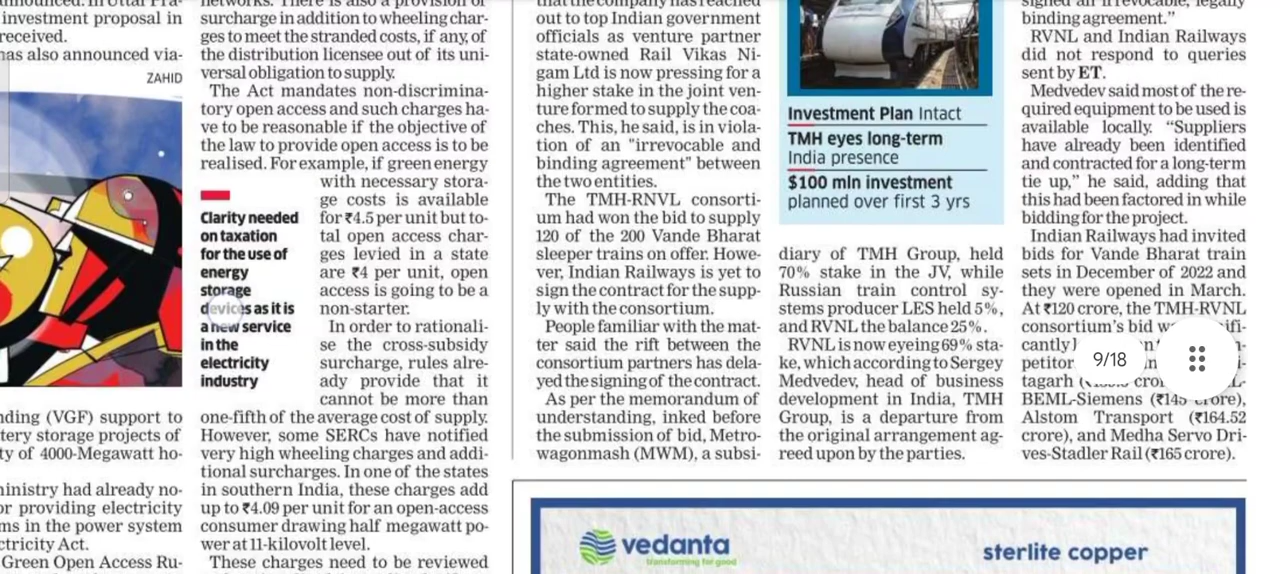 nnounced. In Uttar Pra-
investment proposal in
received.
has also announced via-
ZAHID
nding (VGF) support to
tery storage projects of
ty of 4000-Megawatt ho-
ministry had already no-
or providing electricity
ms in the power system
ctricity Act.
Green Open Access Ru-
networks. There is also a provision of
surcharge in addition to wheeling char-
ges to meet the stranded costs, if any, of
the distribution licensee out of its uni-
versal obligation to supply.
The Act mandates non-discrimina-
tory open access and such charges ha-
ve to be reasonable if the objective of
the law to provide open access is to be
realised. For example, if green energy
with necessary stora-
ge costs is available
for ₹4.5 per unit but to-
tal open access char-
ges levied in a state
are ₹4 per unit, open
access is going to be a
non-starter.
In order to rationali-
se the cross-subsidy
surcharge, rules alre-
ady provide that it
cannot be more than
Clarity needed
on taxation
for the use of
energy
storage
devices as it is
a new service
in the
electricity
industry
one-fifth of the average cost of supply.
However, some SERCs have notified
very high wheeling charges and addi-
tional surcharges. In one of the states
in southern India, these charges add
up to ₹4.09 per unit for an open-access
consumer drawing half megawatt po-
wer at 11-kilovolt level.
These charges need to be reviewed
that the company has reached
out to top Indian government
officials as venture partner
state-owned Rail Vikas Ni-
gam Ltd is now pressing for a
higher stake in the joint ven-
ture formed to supply the coa-
ches. This, he said, is in viola-
tion of an "irrevocable and
binding agreement" between
the two entities.
The TMH-RNVL consorti-
um had won the bid to supply
120 of the 200 Vande Bharat
sleeper trains on offer. Howe-
ver, Indian Railways is yet to
sign the contract for the supp-
ly with the consortium.
People familiar with the mat-
ter said the rift between the
consortium partners has dela-
yed the signing of the contract.
As per the memorandum of
understanding, inked before
the submission of bid, Metro-
wagonmash (MWM), a subsi-
Investment Plan Intact
TMH eyes long-term
India presence
$100 mln investment
planned over first 3 yrs
diary of TMH Group, held
70% stake in the JV, while
Russian train control sy-
stems producer LES held 5%,
and RVNL the balance 25%.
RVNL is now eyeing 69% sta-
ke, which according to Sergey
Medvedev, head of business
development in India, TMH
Group, is a departure from
the original arrangement ag-
reed upon by the parties.
signed an irrevocable, legally
binding agreement."
RVNL and Indian Railways
did not respond to queries
sent by ET.
Medvedev said most of the re-
quired equipment to be used is
available locally. "Suppliers
have already been identified
and contracted for a long-term
tie up," he said, adding that
this had been factored in while
bidding for the project.
Indian Railways had invited
bids for Vande Bharat train
sets in December of 2022 and
they were opened in March.
At ₹120 crore, the TMH-RVNL
consortium's bid
cantly
petitor
tagarh
BEML-Siemens (₹145 crore),
Alstom Transport (₹164.52
crore), and Medha Servo Dri-
ves-Stadler Rail (₹165 crore).
9/18
vedanta
transforming for good
sterlite copper